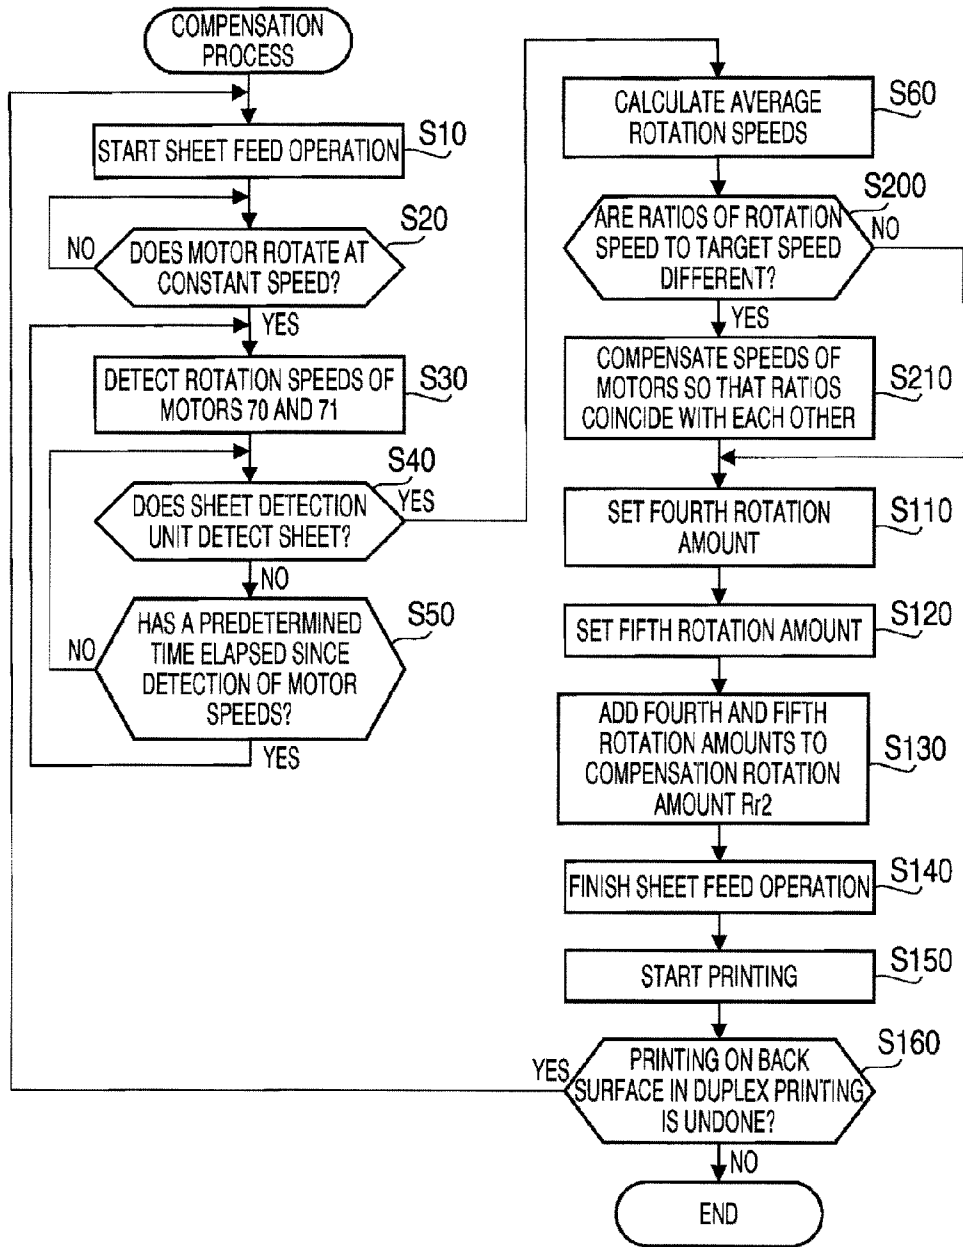 COMPENSATION
PROCESS
START SHEET FEED OPERATION
S10
DOES MOTOR ROTATE AT
CONSTANT SPEED?
S20
NO
YES
DETECT ROTATION SPEEDS OF
MOTORS 70 AND 71
S30
DOES SHEET DETECTION
UNIT DETECT SHEET?
S40
YES
NO
HAS A PREDETERMINED
TIME ELAPSED SINCE
DETECTION OF MOTOR
SPEEDS?
S50
NO
YES
CALCULATE AVERAGE
ROTATION SPEEDS
S60
ARE RATIOS OF ROTATION
SPEED TO TARGET SPEED
DIFFERENT?
S200
NO
YES
COMPENSATE SPEEDS OF
MOTORS SO THAT RATIOS
COINCIDE WITH EACH OTHER
S210
SET FOURTH ROTATION
AMOUNT
S110
SET FIFTH ROTATION AMOUNT
S120
ADD FOURTH AND FIFTH
ROTATION AMOUNTS TO
COMPENSATION ROTATION
AMOUNT Rr2
S130
FINISH SHEET FEED OPERATION
S140
START PRINTING
S150
PRINTING ON BACK
SURFACE IN DUPLEX PRINTING
IS UNDONE?
S160
YES
NO
END